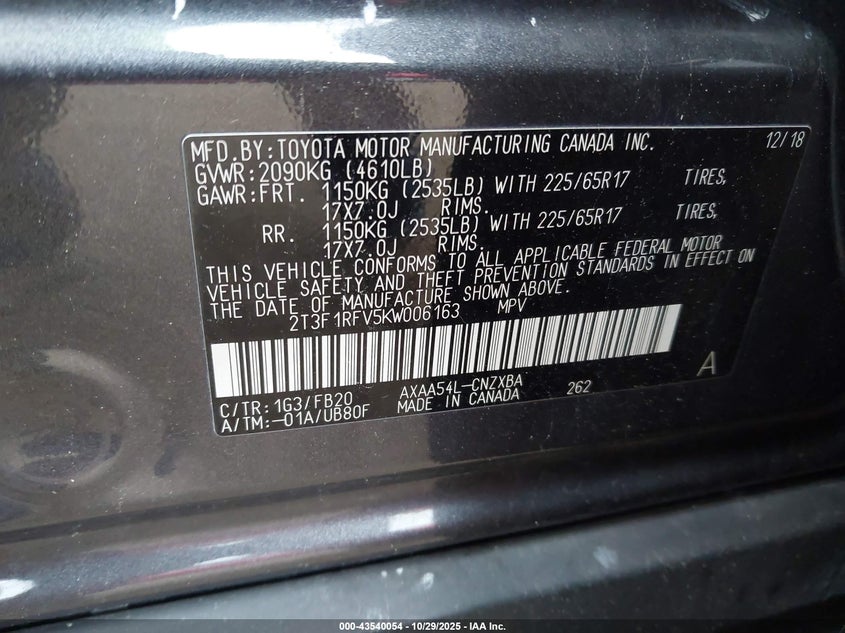 MFD.BY:TOYOTA MOTOR MANUFACTURING CANADA INC. 12/18
GVWR:2090KG (4610LB)
GAWR:FRT. 1150KG (2535LB) WITH 225/65R17 TIRES,
17X7.0J RIMS.
RR. 1150KG (2535LB) WITH 225/65R17 TIRES,
17X7.0J RIMS.
THIS VEHICLE CONFORMS TO ALL APPLICABLE FEDERAL MOTOR
VEHICLE SAFETY AND THEFT PREVENTION STANDARDS IN EFFECT ON
THE DATE OF MANUFACTURE SHOWN ABOVE.
2T3F1RFV5KW006163 MPV
A
C/TR:1G3/FB20 AXAA54L-CNZXBA 262
A/TM:-01A/UB80F MADE IN CANADA
000-43540054 - 10/29/2025 - IAA Inc.